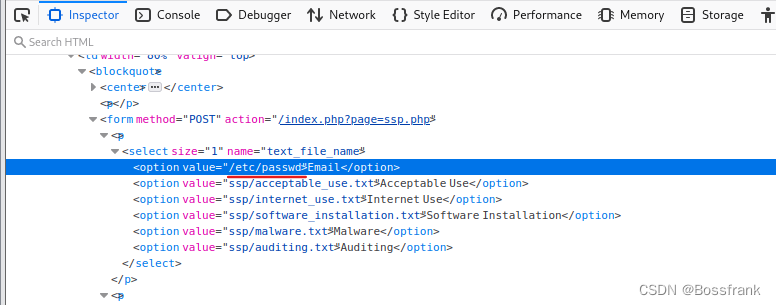 Inspector Console Debugger Network Style Editor Performance Memory Storage
Search HTML
<td width="80%" valign="top">
<blockquote>
<center> ··· </center>
<p></p>
<form method="POST" action="/index.php?page=ssp.php">
<p>
<select size="1" name="text_file_name">
<option value="/etc/passwd">Email</option>
<option value="ssp/acceptable_use.txt">Acceptable Use</option>
<option value="ssp/internet_use.txt">Internet Use</option>
<option value="ssp/software_installation.txt">Software Installation</option>
<option value="ssp/malware.txt">Malware</option>
<option value="ssp/auditing.txt">Auditing</option>
</select>
</p>
<p>
CSDN @Bossfrank